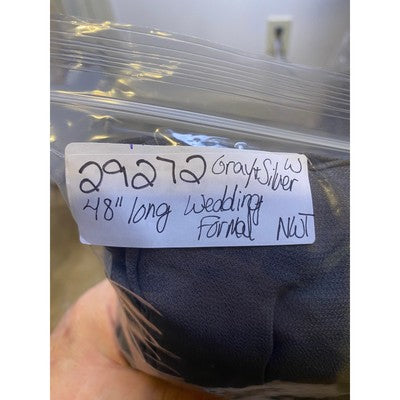 29272 Gray+Silver W
48" long Wedding
Formal NWT